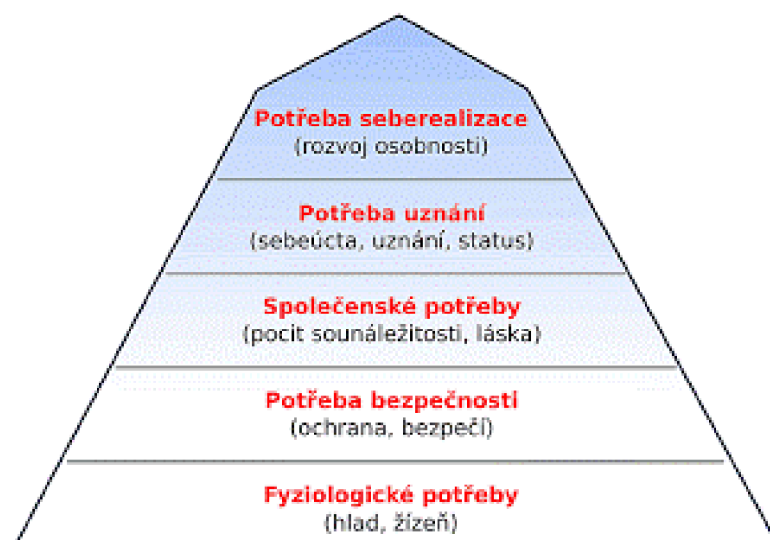 Potřeba seberealizace
(rozvoj osobnosti)
Potřeba uznání
(sebeúcta, uznání, status)
Společenské potřeby
(pocit sounáležitosti, láska)
Potřeba bezpečnosti
(ochrana, bezpečí)
Fyziologické potřeby
(hlad, žízeň)